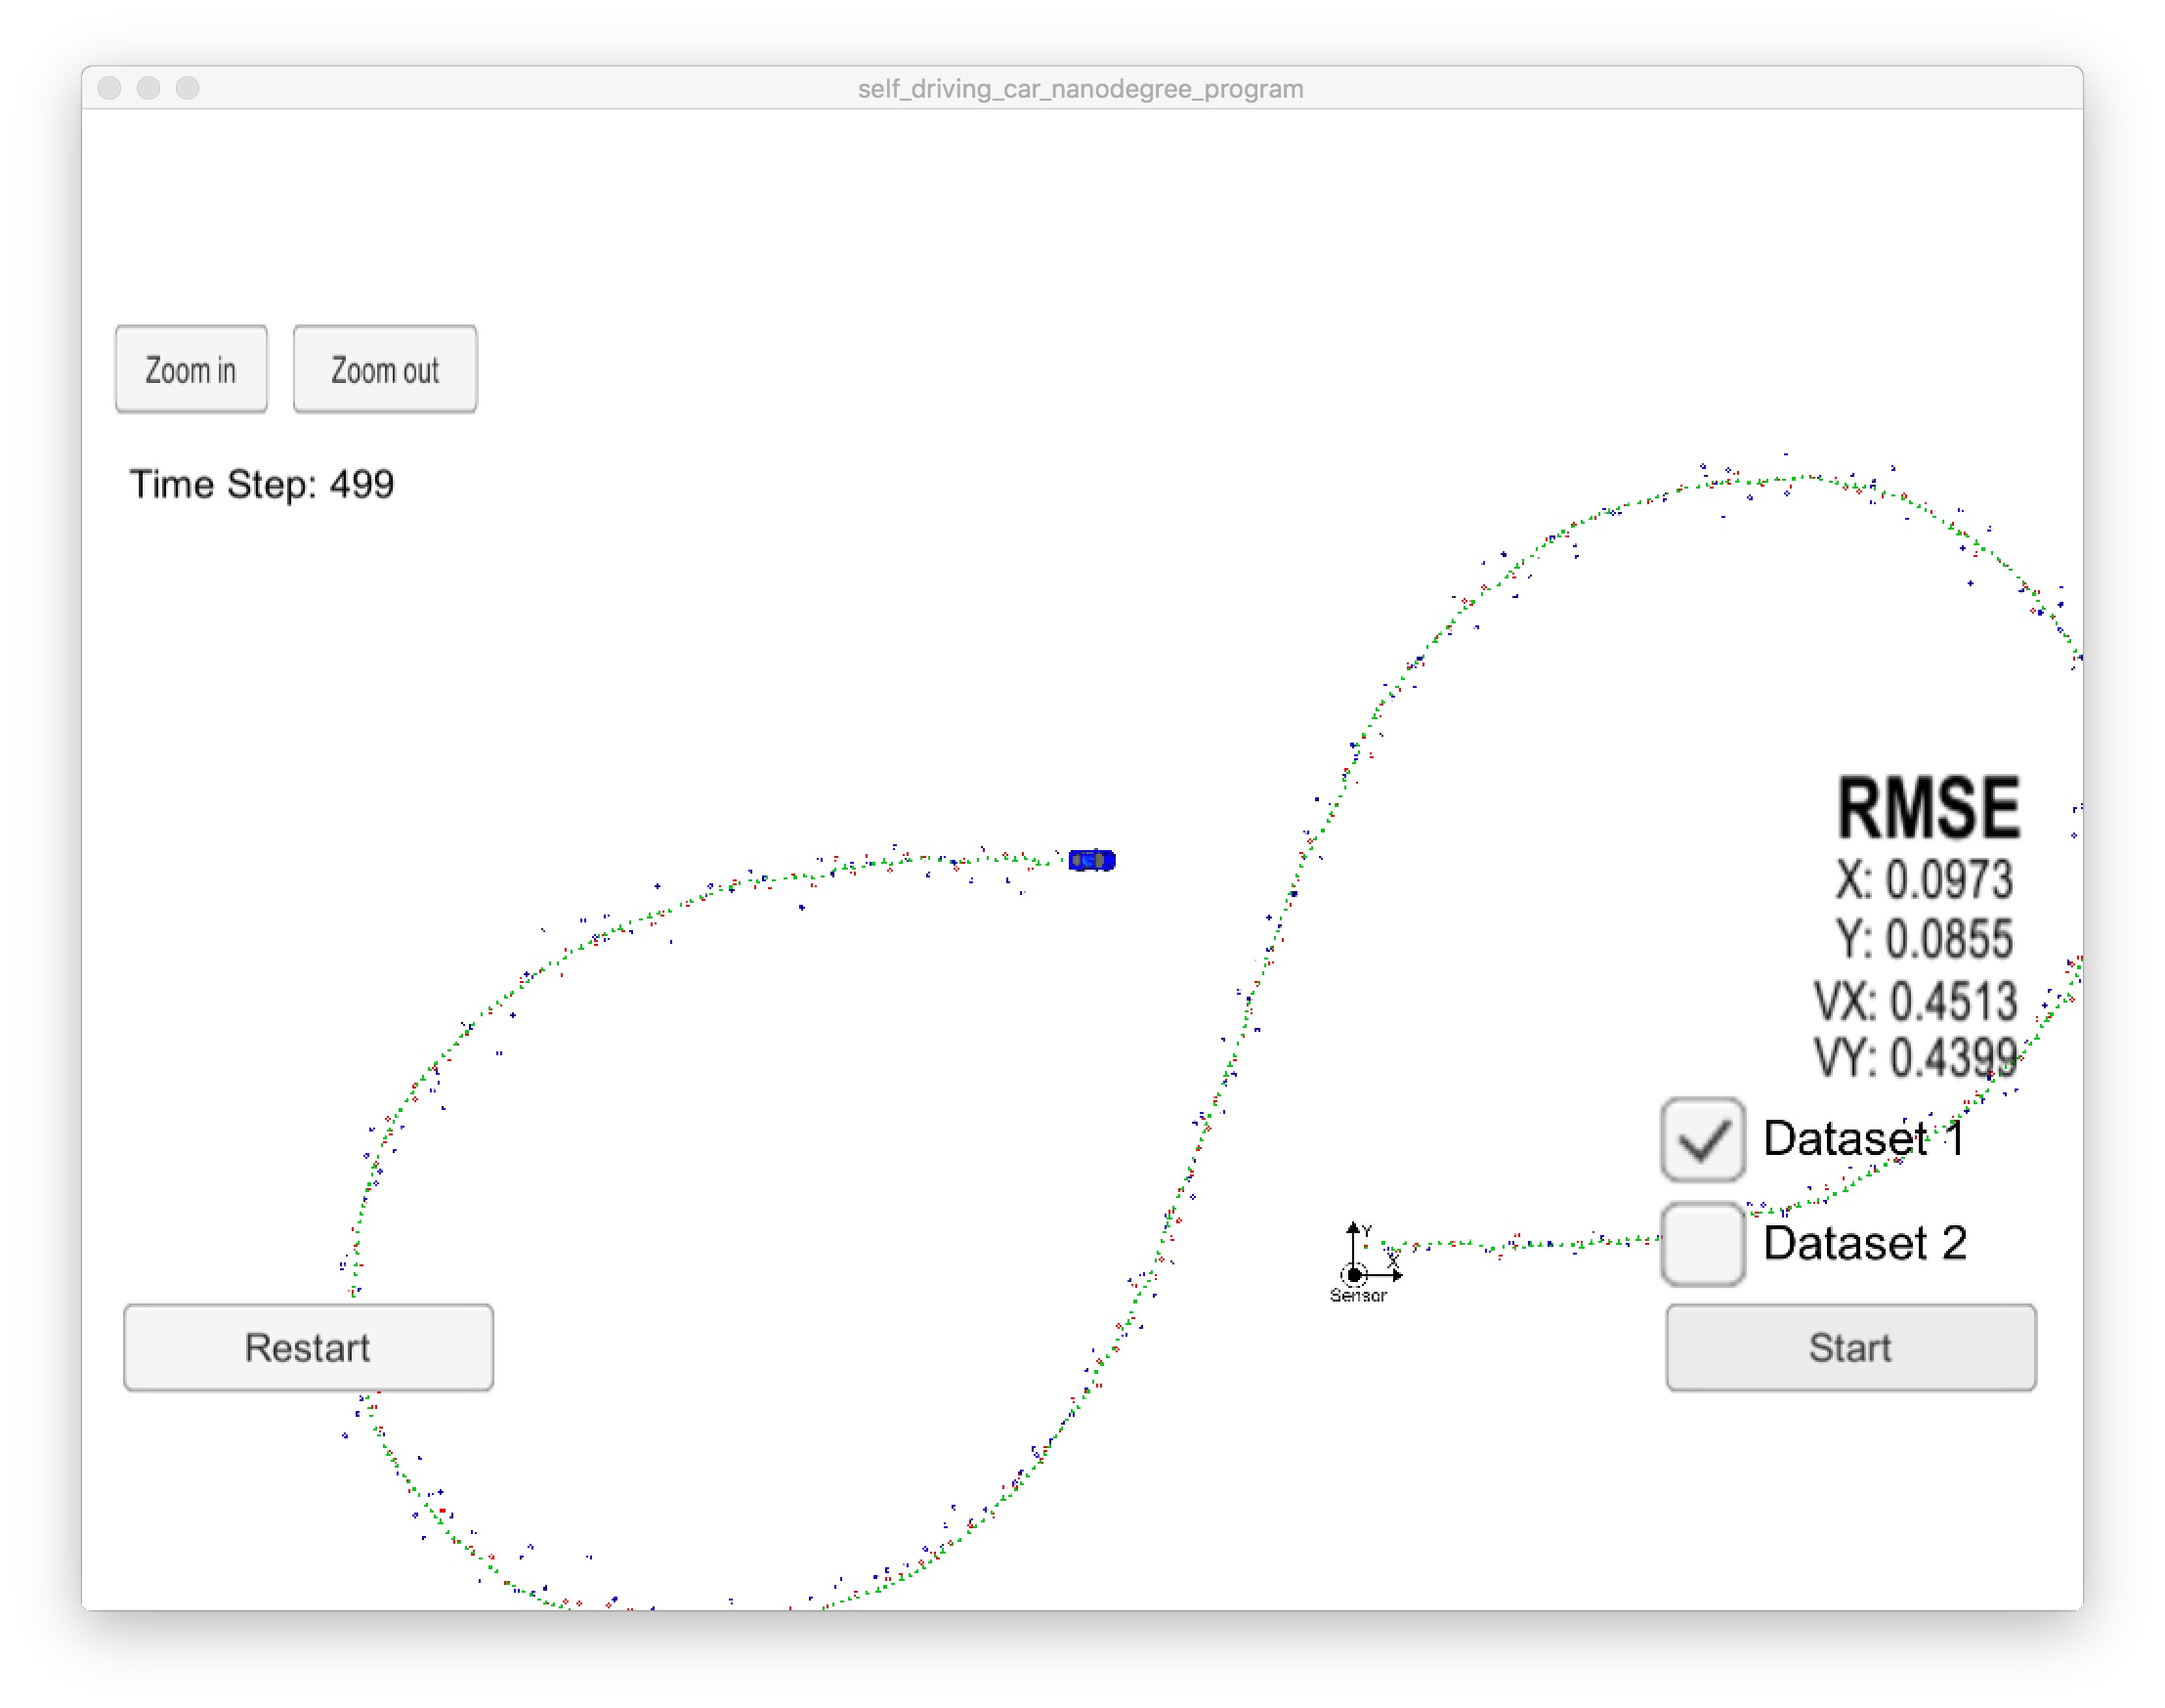 self_driving_car_nanodegree_program
Zoom in Zoom out
Time Step: 499
RMSE
X: 0.0973
Y: 0.0855
VX: 0.4513
VY: 0.4399
Dataset 1
Y
Dataset 2
X
Sensor
Restart
Start